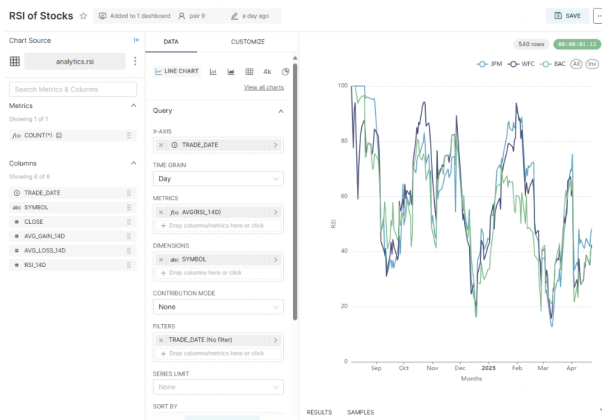 RSI of Stocks
Added to 1 dashboard
pair 9
a day ago
SAVE
Chart Source
analytics.rsi
Search Metrics & Columns
Metrics
Showing 1 of 1
f(x) COUNT(*)
Columns
Showing 6 of 6
TRADE_DATE
abc SYMBOL
# CLOSE
# AVG_GAIN_14D
# AVG_LOSS_14D
# RSI_14D
DATA CUSTOMIZE
LINE CHART 4k
View all charts
Query
X-AXIS
TRADE_DATE
TIME GRAIN
Day
METRICS
f(x) AVG(RSI_14D)
+ Drop columns/metrics here or click
DIMENSIONS
abc SYMBOL
+ Drop columns here or click
CONTRIBUTION MODE
None
FILTERS
TRADE_DATE (No filter)
+ Drop columns/metrics here or click
SERIES LIMIT
None
SORT BY
540 rows 00:00:01.12
JPM WFC BAC All Inv
100
80
60
40
20
0
RSI
Sep Oct Nov Dec 2025 Feb Mar Apr
Months
RESULTS SAMPLES